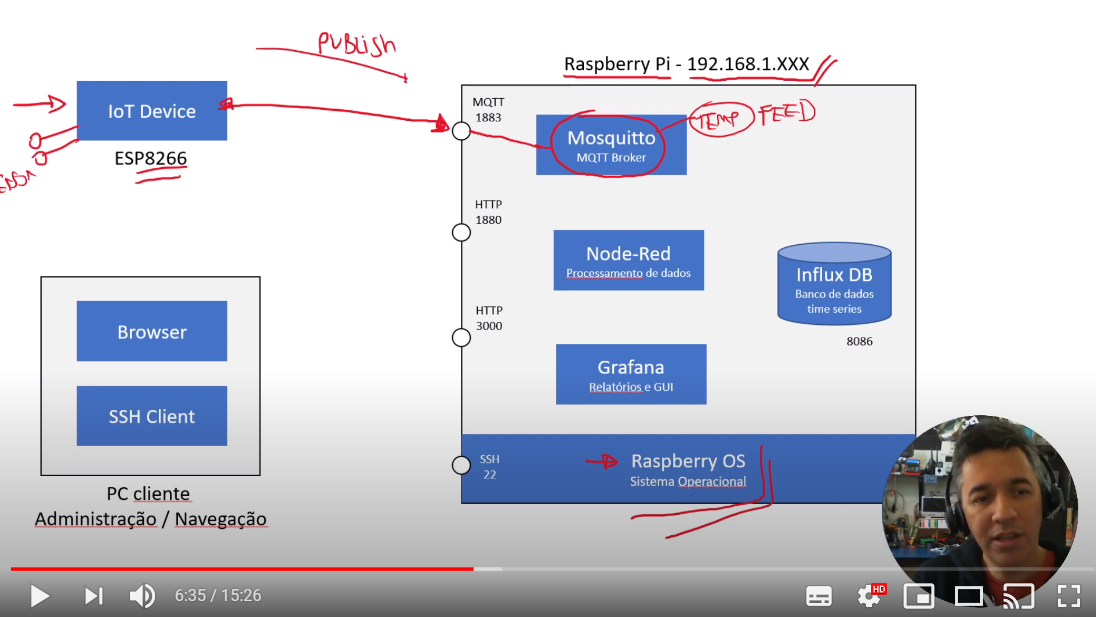 PUBLISH
Raspberry Pi - 192.168.1.XXX
MQTT
1883
IoT Device
ESP8266
Mosquitto
MQTT Broker
TEMP FEED
HTTP
1880
Node-Red
Processamento de dados
Influx DB
Banco de dados
time series
8086
HTTP
3000
Grafana
Relatórios e GUI
Browser
SSH Client
PC cliente
Administração / Navegação
SSH
22
Raspberry OS
Sistema Operacional
6:35 / 15:26
HD